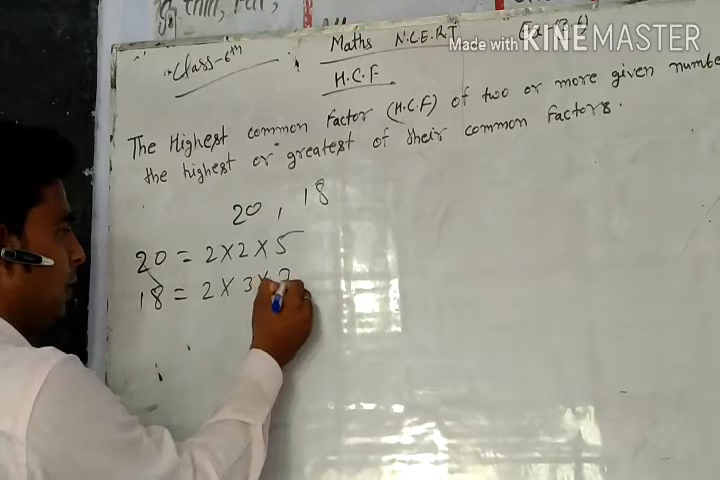 thin,
Class-6th
Maths N.C.E.R.T
Made with KINEMASTER
H.C.F
The Highest common Factor (H.C.F) of two or more given numbe
the highest or greatest of their common factors.
20, 18
20 = 2×2×5
18 = 2×3×3